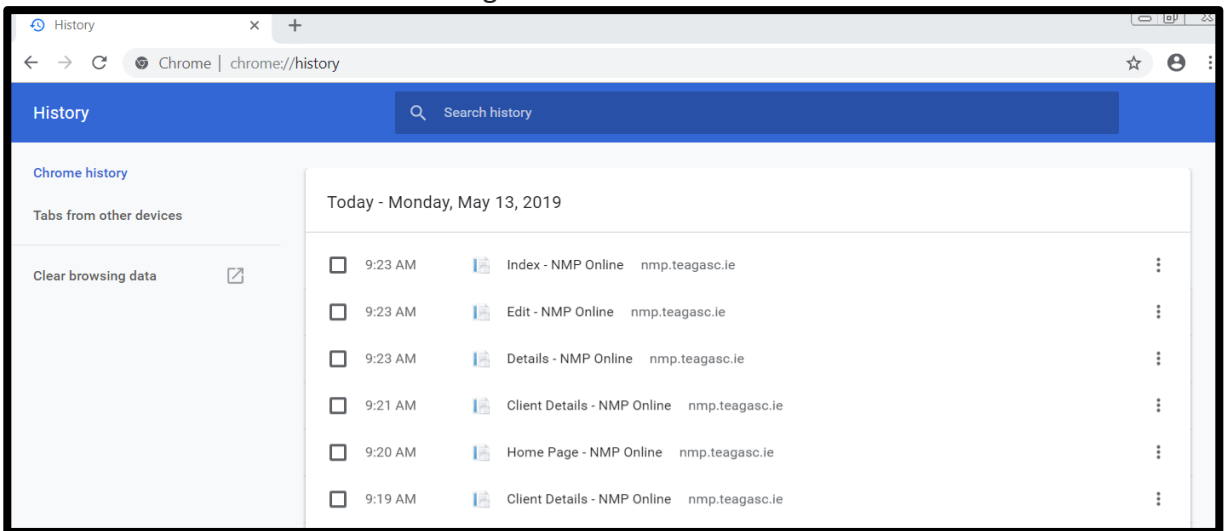 History
Chrome | chrome://history
History
Search history
Chrome history
Tabs from other devices
Clear browsing data
Today - Monday, May 13, 2019
9:23 AM Index - NMP Online nmp.teagasc.ie
9:23 AM Edit - NMP Online nmp.teagasc.ie
9:23 AM Details - NMP Online nmp.teagasc.ie
9:21 AM Client Details - NMP Online nmp.teagasc.ie
9:20 AM Home Page - NMP Online nmp.teagasc.ie
9:19 AM Client Details - NMP Online nmp.teagasc.ie